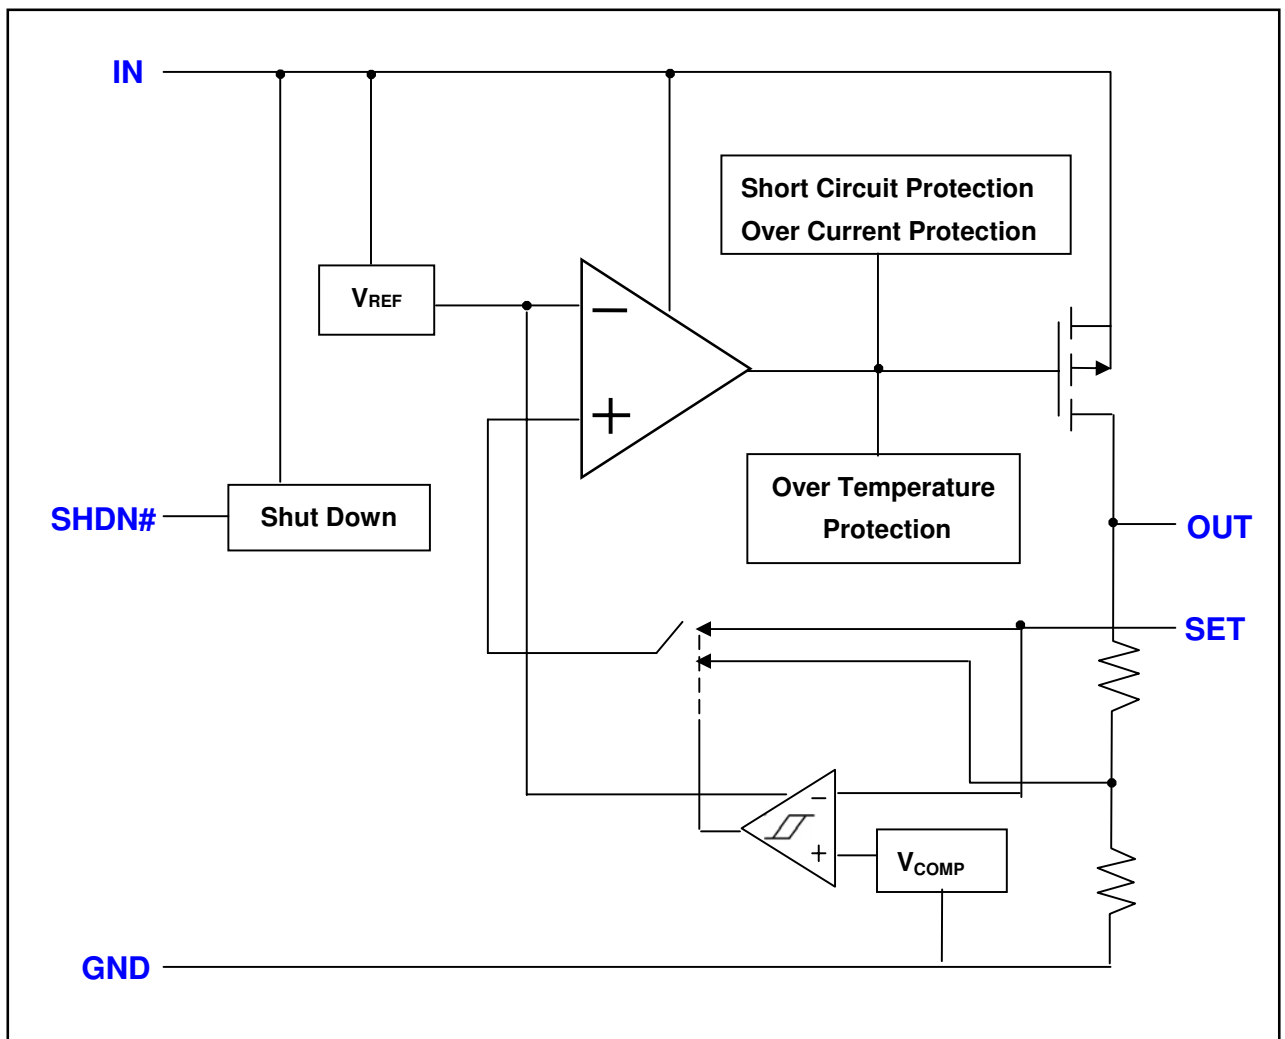 IN
Short Circuit Protection
Over Current Protection
VREF
−
+
Over Temperature
Protection
SHDN#
Shut Down
OUT
SET
−
+
VCOMP
GND